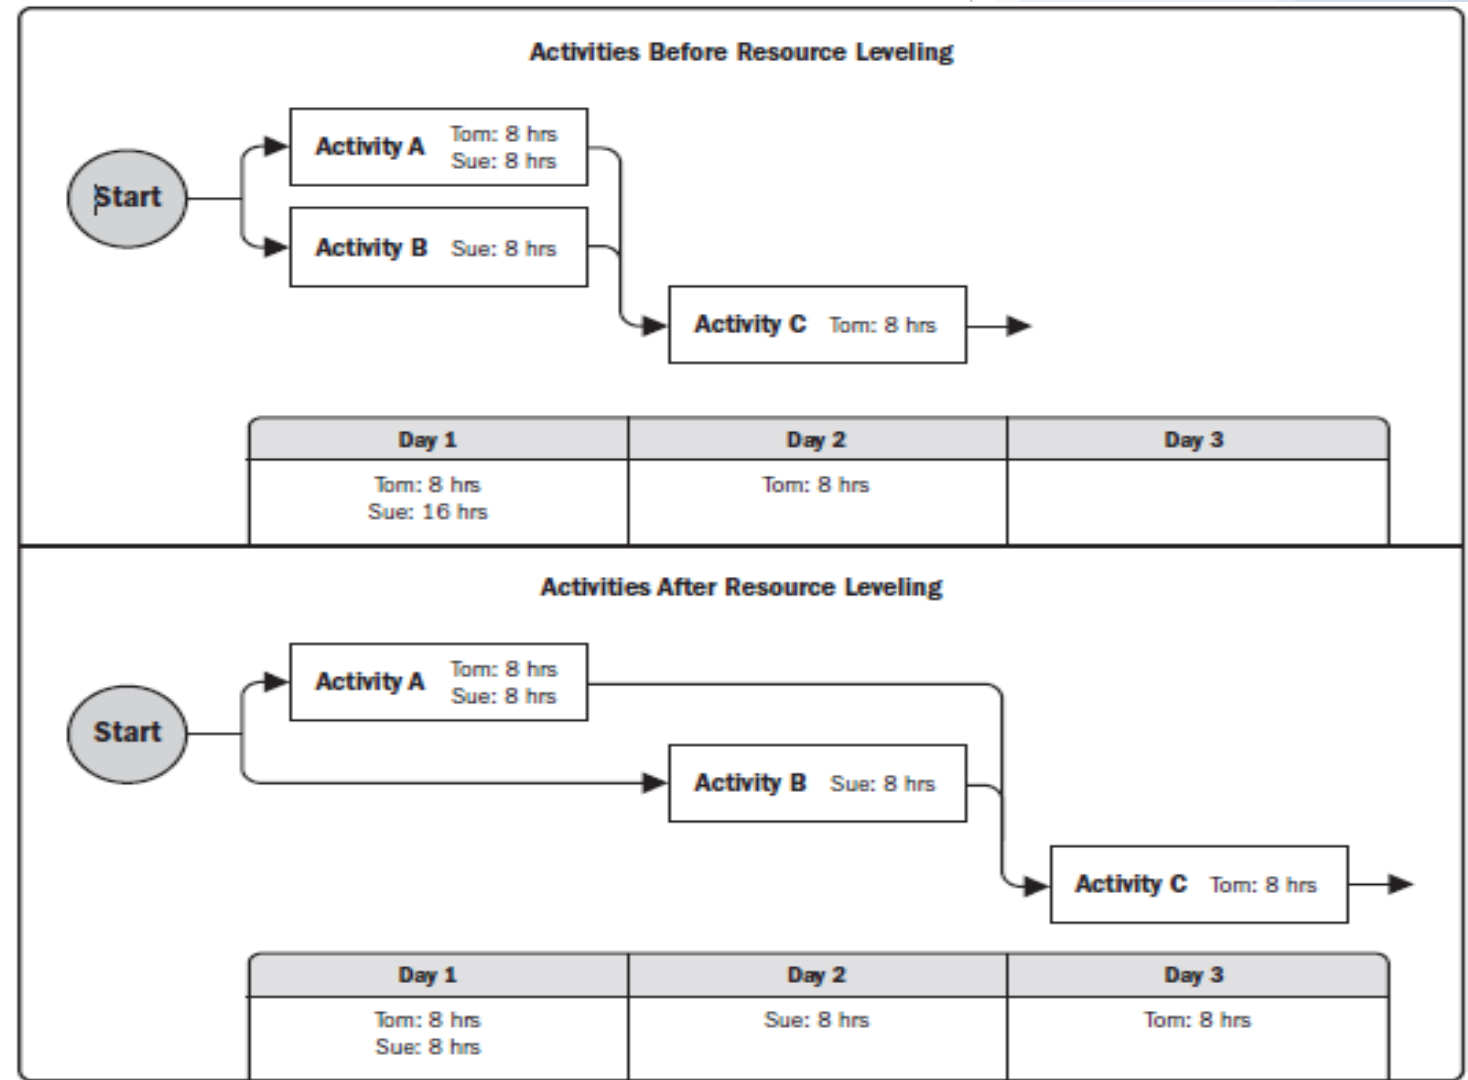 Activities Before Resource Leveling
Start
Activity A
Tom: 8 hrs
Sue: 8 hrs
Activity B Sue: 8 hrs
Activity C Tom: 8 hrs
Day 1 Day 2 Day 3
Tom: 8 hrs Tom: 8 hrs
Sue: 16 hrs
Activities After Resource Leveling
Start
Activity A
Tom: 8 hrs
Sue: 8 hrs
Activity B Sue: 8 hrs
Activity C Tom: 8 hrs
Day 1 Day 2 Day 3
Tom: 8 hrs Sue: 8 hrs Tom: 8 hrs
Sue: 8 hrs